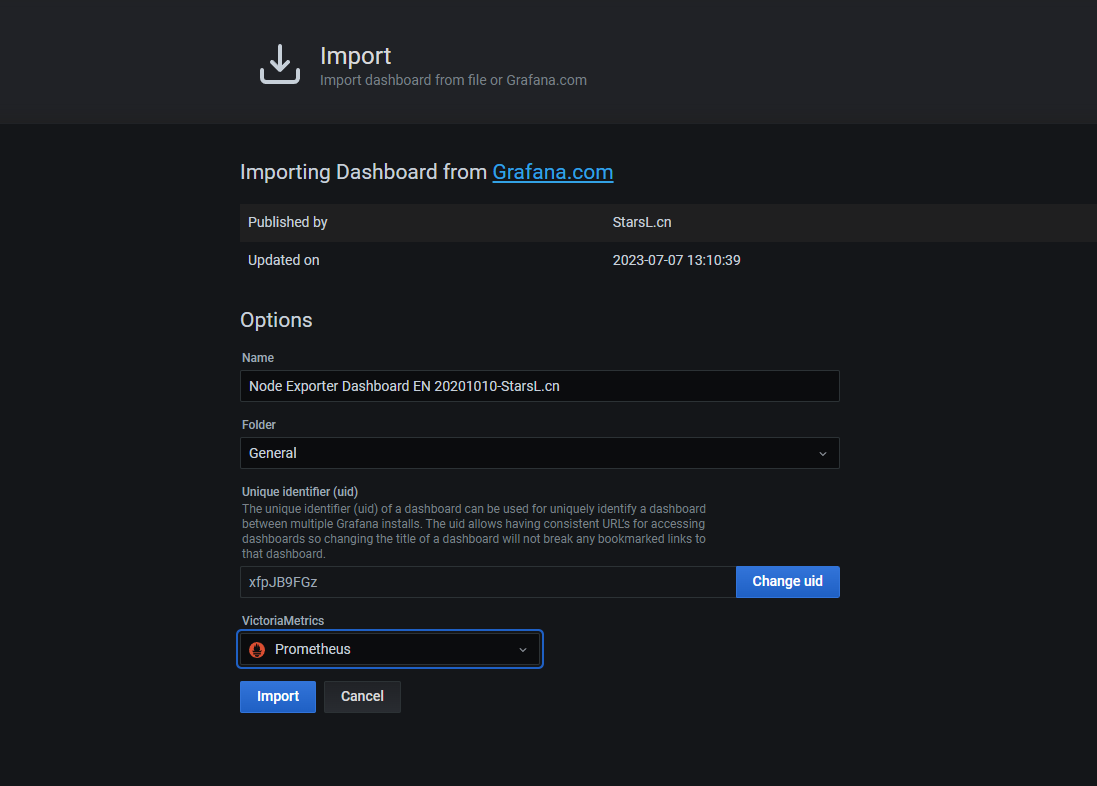 Import
Import dashboard from file or Grafana.com
Importing Dashboard from Grafana.com
Published by StarsL.cn
Updated on 2023-07-07 13:10:39
Options
Name
Node Exporter Dashboard EN 20201010-StarsL.cn
Folder
General
Unique identifier (uid)
The unique identifier (uid) of a dashboard can be used for uniquely identify a dashboard
between multiple Grafana installs. The uid allows having consistent URL's for accessing
dashboards so changing the title of a dashboard will not break any bookmarked links to
that dashboard.
xfpJB9FGz Change uid
VictoriaMetrics
Prometheus
Import Cancel